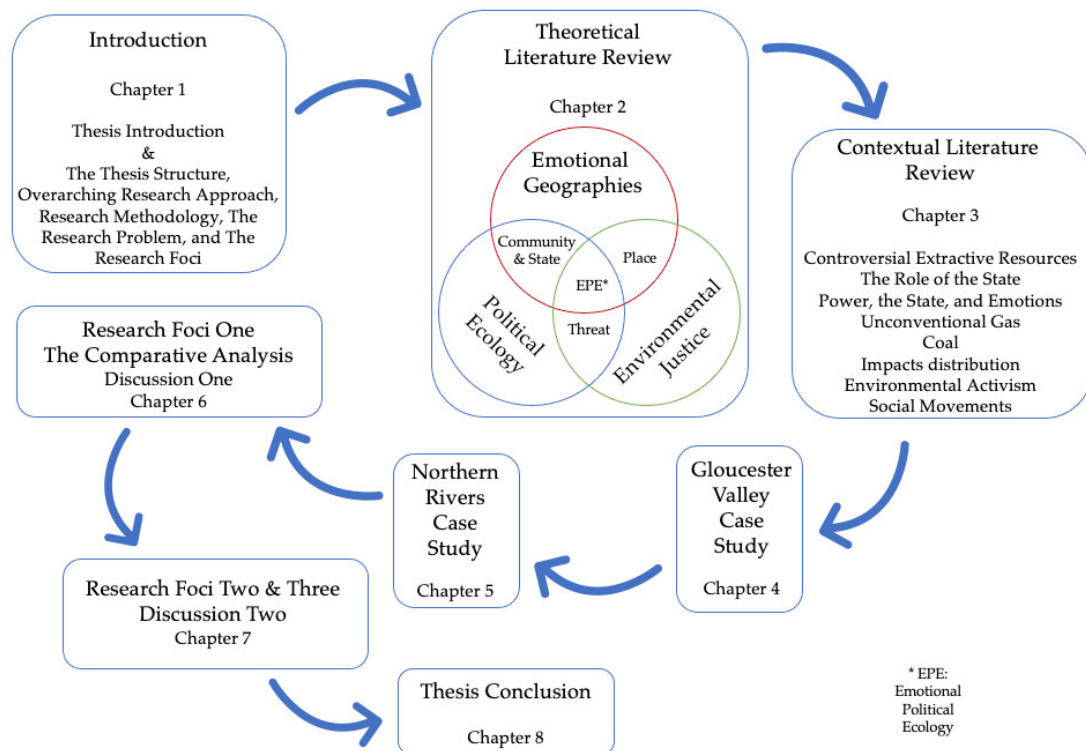 Introduction
Chapter 1
Thesis Introduction
&
The Thesis Structure,
Overarching Research Approach,
Research Methodology, The
Research Problem, and The
Research Foci
Theoretical
Literature Review
Chapter 2
Emotional
Geographies
Community
& State
Place
EPE*
Threat
Political
Ecology
Environmental
Justice
Contextual Literature
Review
Chapter 3
Controversial Extractive Resources
The Role of the State
Power, the State, and Emotions
Unconventional Gas
Coal
Impacts distribution
Environmental Activism
Social Movements
Gloucester
Valley
Case
Study
Chapter 4
Northern
Rivers
Case
Study
Chapter 5
Research Foci One
The Comparative Analysis
Discussion One
Chapter 6
Research Foci Two & Three
Discussion Two
Chapter 7
Thesis Conclusion
Chapter 8
* EPE:
Emotional
Political
Ecology